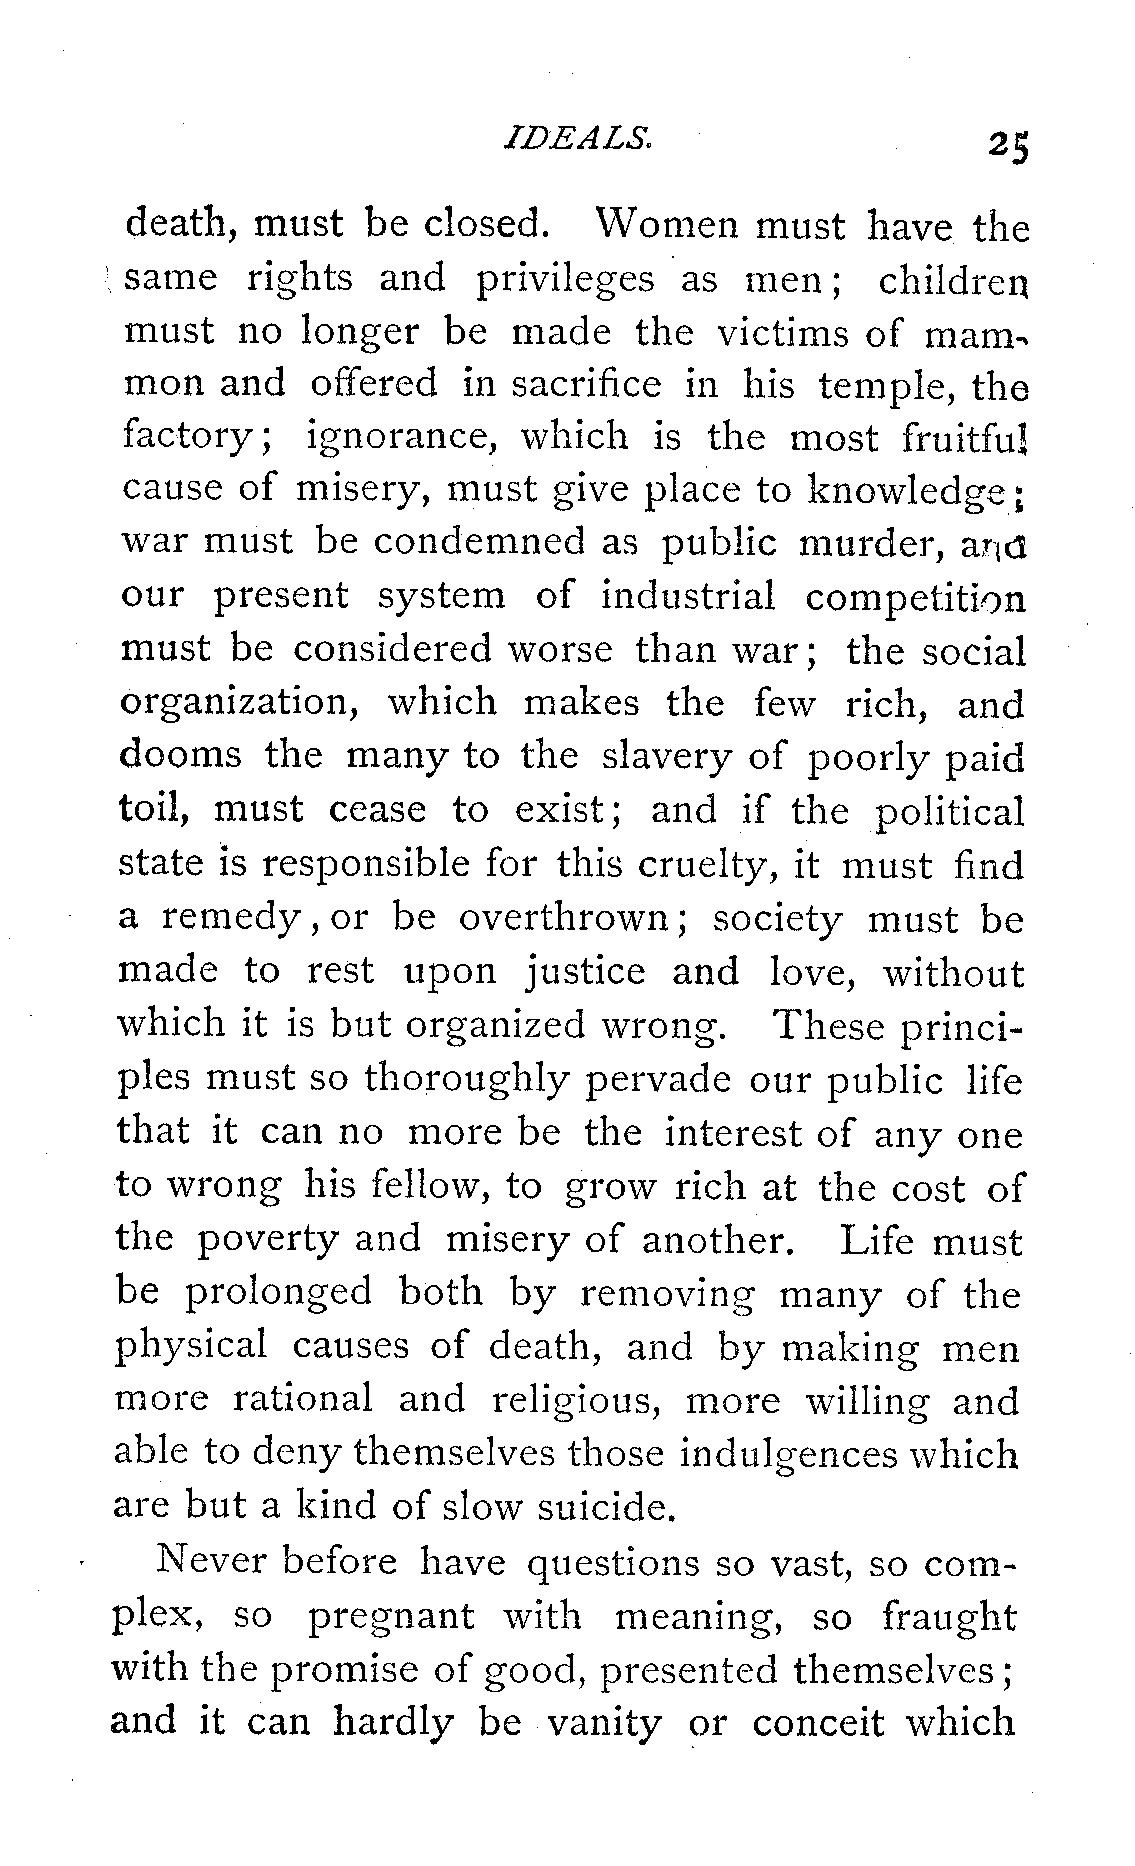 IDEALS. 25
death, must be closed. Women must have the
same rights and privileges as men; children
must no longer be made the victims of mam-
mon and offered in sacrifice in his temple, the
factory; ignorance, which is the most fruitful
cause of misery, must give place to knowledge;
war must be condemned as public murder, and
our present system of industrial competition
must be considered worse than war; the social
organization, which makes the few rich, and
dooms the many to the slavery of poorly paid
toil, must cease to exist; and if the political
state is responsible for this cruelty, it must find
a remedy, or be overthrown; society must be
made to rest upon justice and love, without
which it is but organized wrong. These princi-
ples must so thoroughly pervade our public life
that it can no more be the interest of any one
to wrong his fellow, to grow rich at the cost of
the poverty and misery of another. Life must
be prolonged both by removing many of the
physical causes of death, and by making men
more rational and religious, more willing and
able to deny themselves those indulgences which
are but a kind of slow suicide.
Never before have questions so vast, so com-
plex, so pregnant with meaning, so fraught
with the promise of good, presented themselves;
and it can hardly be vanity or conceit which